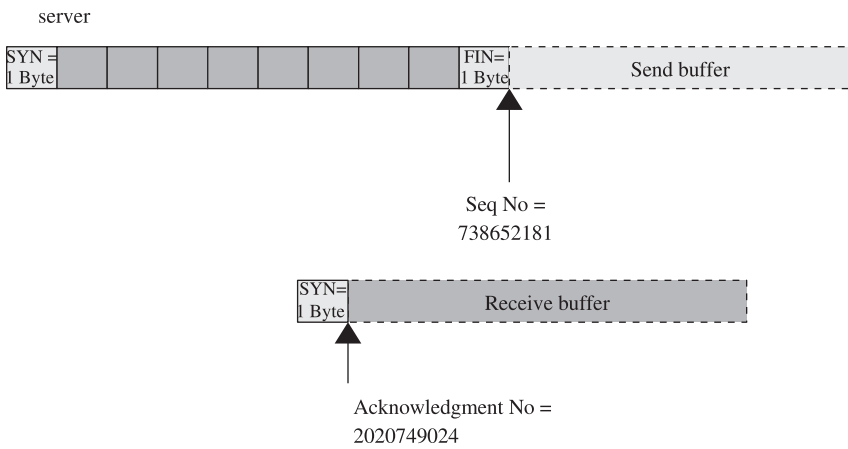 server
SYN =
1 Byte
FIN=
1 Byte
Send buffer
Seq No =
738652181
SYN=
1 Byte
Receive buffer
Acknowledgment No =
2020749024